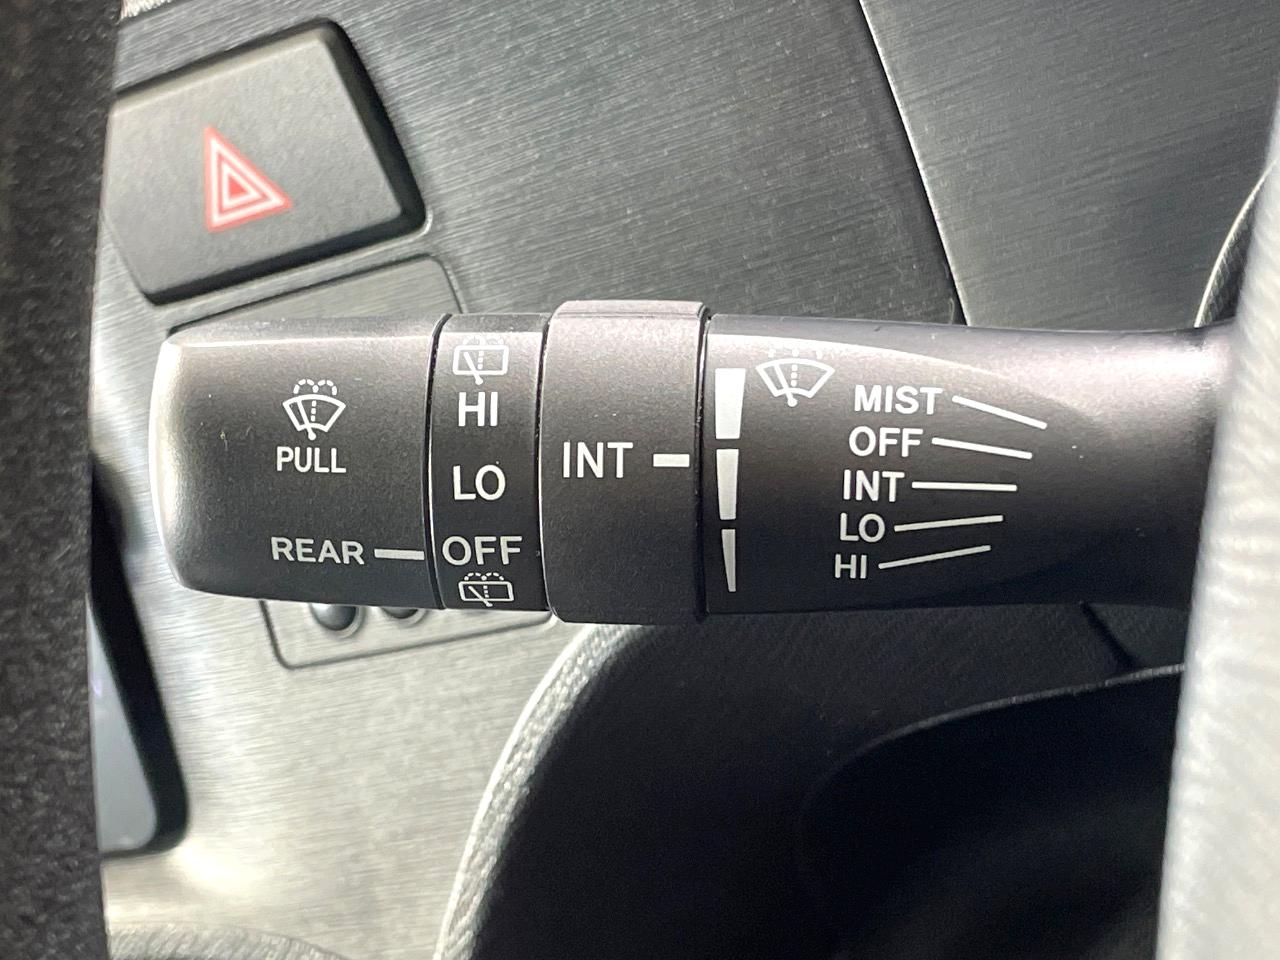 PULL
REAR
HI
LO
OFF
INT
MIST
OFF
INT
LO
HI